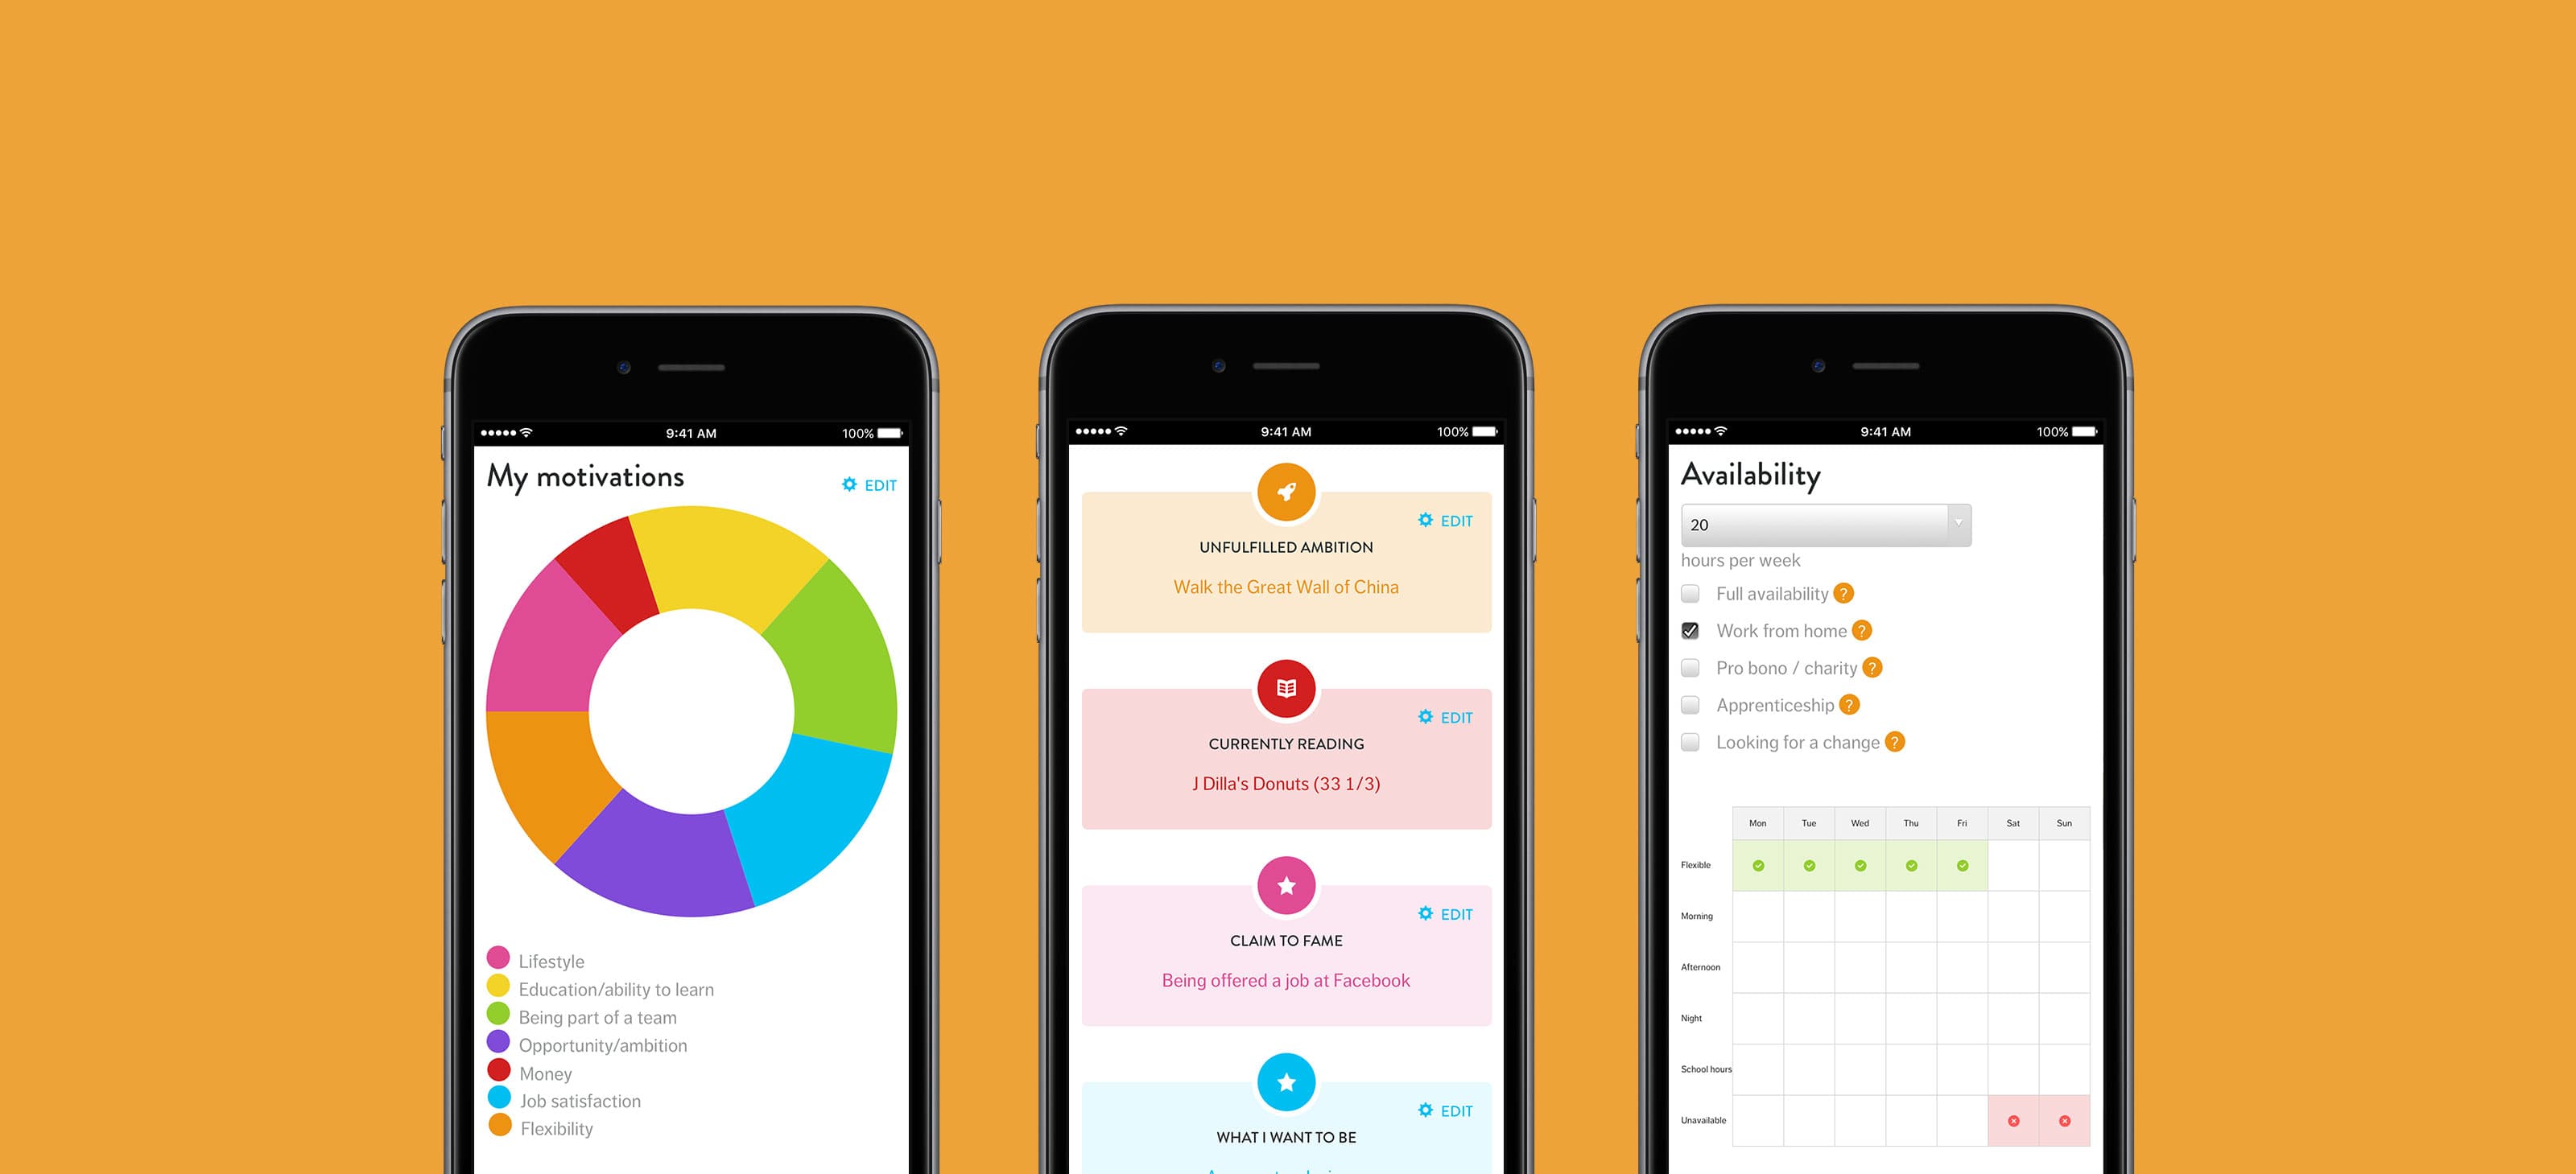 9:41 AM
100%
My motivations
EDIT
Lifestyle
Education/ability to learn
Being part of a team
Opportunity/ambition
Money
Job satisfaction
Flexibility
9:41 AM
100%
EDIT
UNFULFILLED AMBITION
Walk the Great Wall of China
EDIT
CURRENTLY READING
J Dilla's Donuts (33 1/3)
EDIT
CLAIM TO FAME
Being offered a job at Facebook
EDIT
WHAT I WANT TO BE
9:41 AM
100%
Availability
20
hours per week
Full availability ?
Work from home ?
Pro bono / charity ?
Apprenticeship ?
Looking for a change ?
Mon Tue Wed Thu Fri Sat Sun
Flexible
Morning
Afternoon
Night
School hours
Unavailable